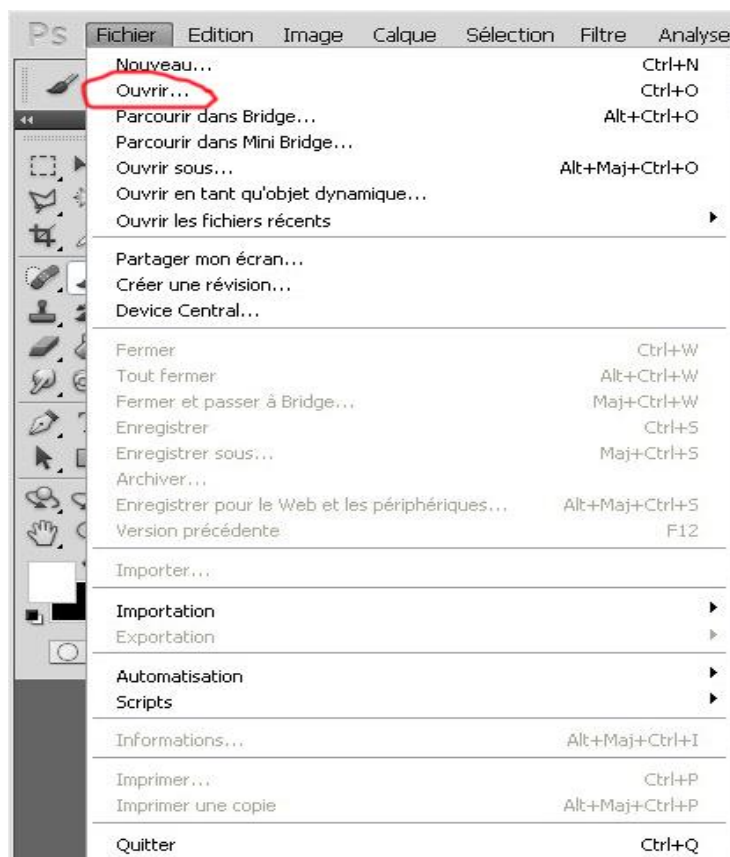 Ps Fichier Edition Image Calque Sélection Filtre Analyse
Nouveau... Ctrl+N
Ouvrir... Ctrl+O
Parcourir dans Bridge... Alt+Ctrl+O
Parcourir dans Mini Bridge...
Ouvrir sous... Alt+Maj+Ctrl+O
Ouvrir en tant qu'objet dynamique...
Ouvrir les fichiers récents
Partager mon écran...
Créer une révision...
Device Central...
Fermer Ctrl+W
Tout fermer Alt+Ctrl+W
Fermer et passer à Bridge... Maj+Ctrl+W
Enregistrer Ctrl+S
Enregistrer sous... Maj+Ctrl+S
Archiver...
Enregistrer pour le Web et les périphériques... Alt+Maj+Ctrl+S
Version précédente F12
Importer...
Importation
Exportation
Automatisation
Scripts
Informations... Alt+Maj+Ctrl+I
Imprimer... Ctrl+P
Imprimer une copie Alt+Maj+Ctrl+P
Quitter Ctrl+Q